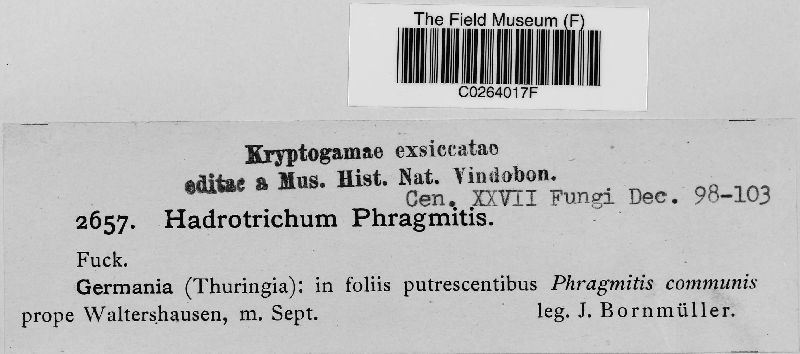 The Field Museum (F)
C0264017F
Kryptogamae exsiccatae
editae a Mus. Hist. Nat. Vindobon.
Cen. XXVII Fungi Dec. 98-103
2657. Hadrotrichum Phragmitis.
Fuck.
Germania (Thuringia): in foliis putrescentibus Phragmitis communis
prope Waltershausen, m. Sept. leg. J. Bornmüller.